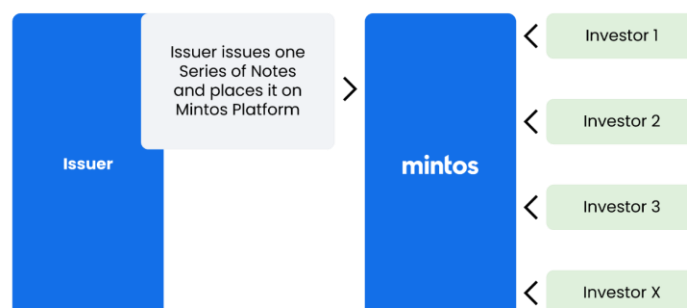 Issuer
Issuer issues one
Series of Notes
and places it on
Mintos Platform
mintos
Investor 1
Investor 2
Investor 3
Investor X